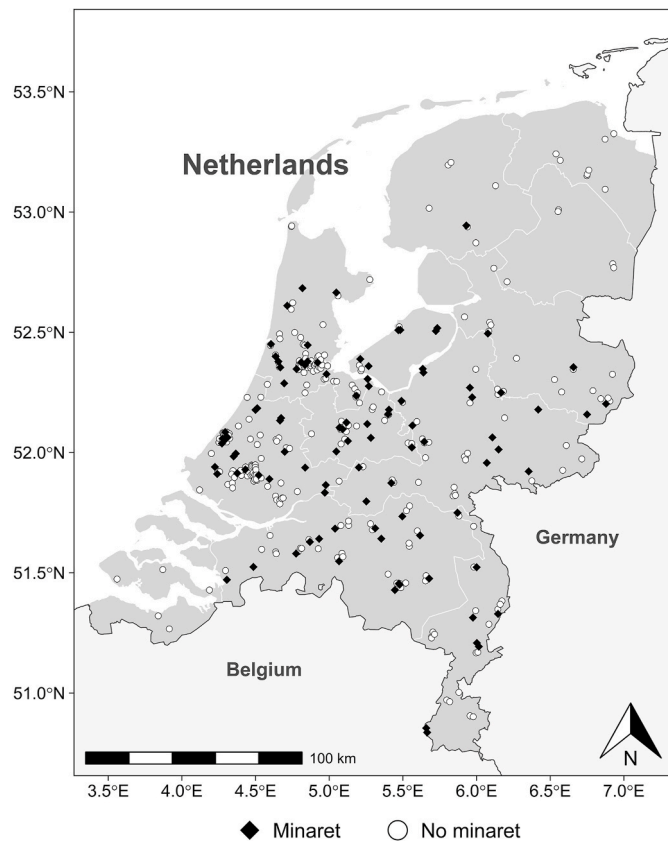 53.5°N
Netherlands
53.0°N
52.5°N
52.0°N
Germany
51.5°N
Belgium
51.0°N
100 km
N
3.5°E 4.0°E 4.5°E 5.0°E 5.5°E 6.0°E 6.5°E 7.0°E
Minaret No minaret